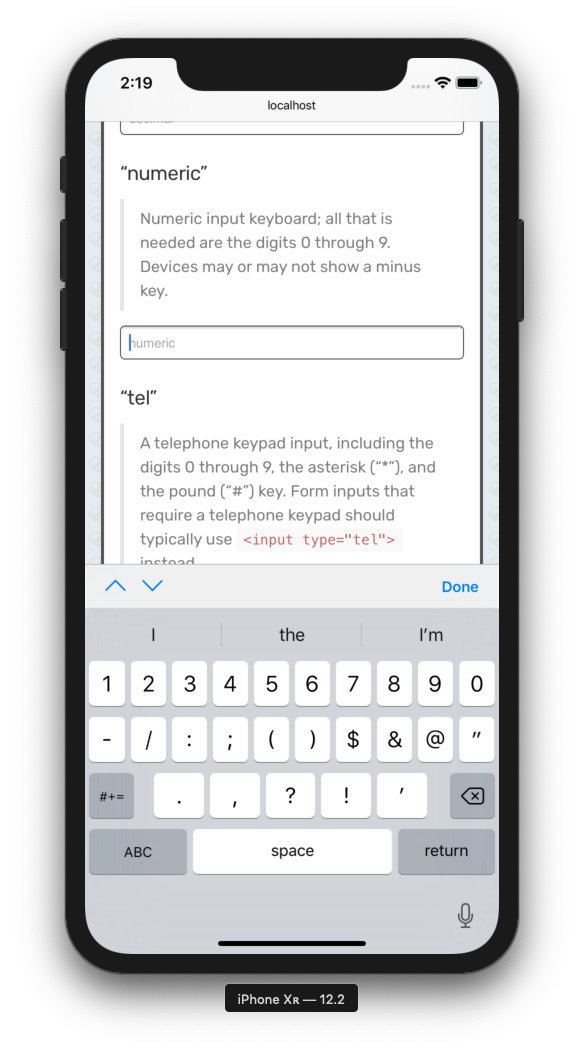 2:19
localhost
“numeric”
Numeric input keyboard; all that is
needed are the digits 0 through 9.
Devices may or may not show a minus
key.
numeric
“tel”
A telephone keypad input, including the
digits 0 through 9, the asterisk (“*”), and
the pound (“#”) key. Form inputs that
require a telephone keypad should
typically use <input type="tel">
instead
Done
I the I’m
1 2 3 4 5 6 7 8 9 0
- / : ; ( ) $ & @ ”
#+= . , ? ! ’
ABC space return
iPhone Xʀ — 12.2